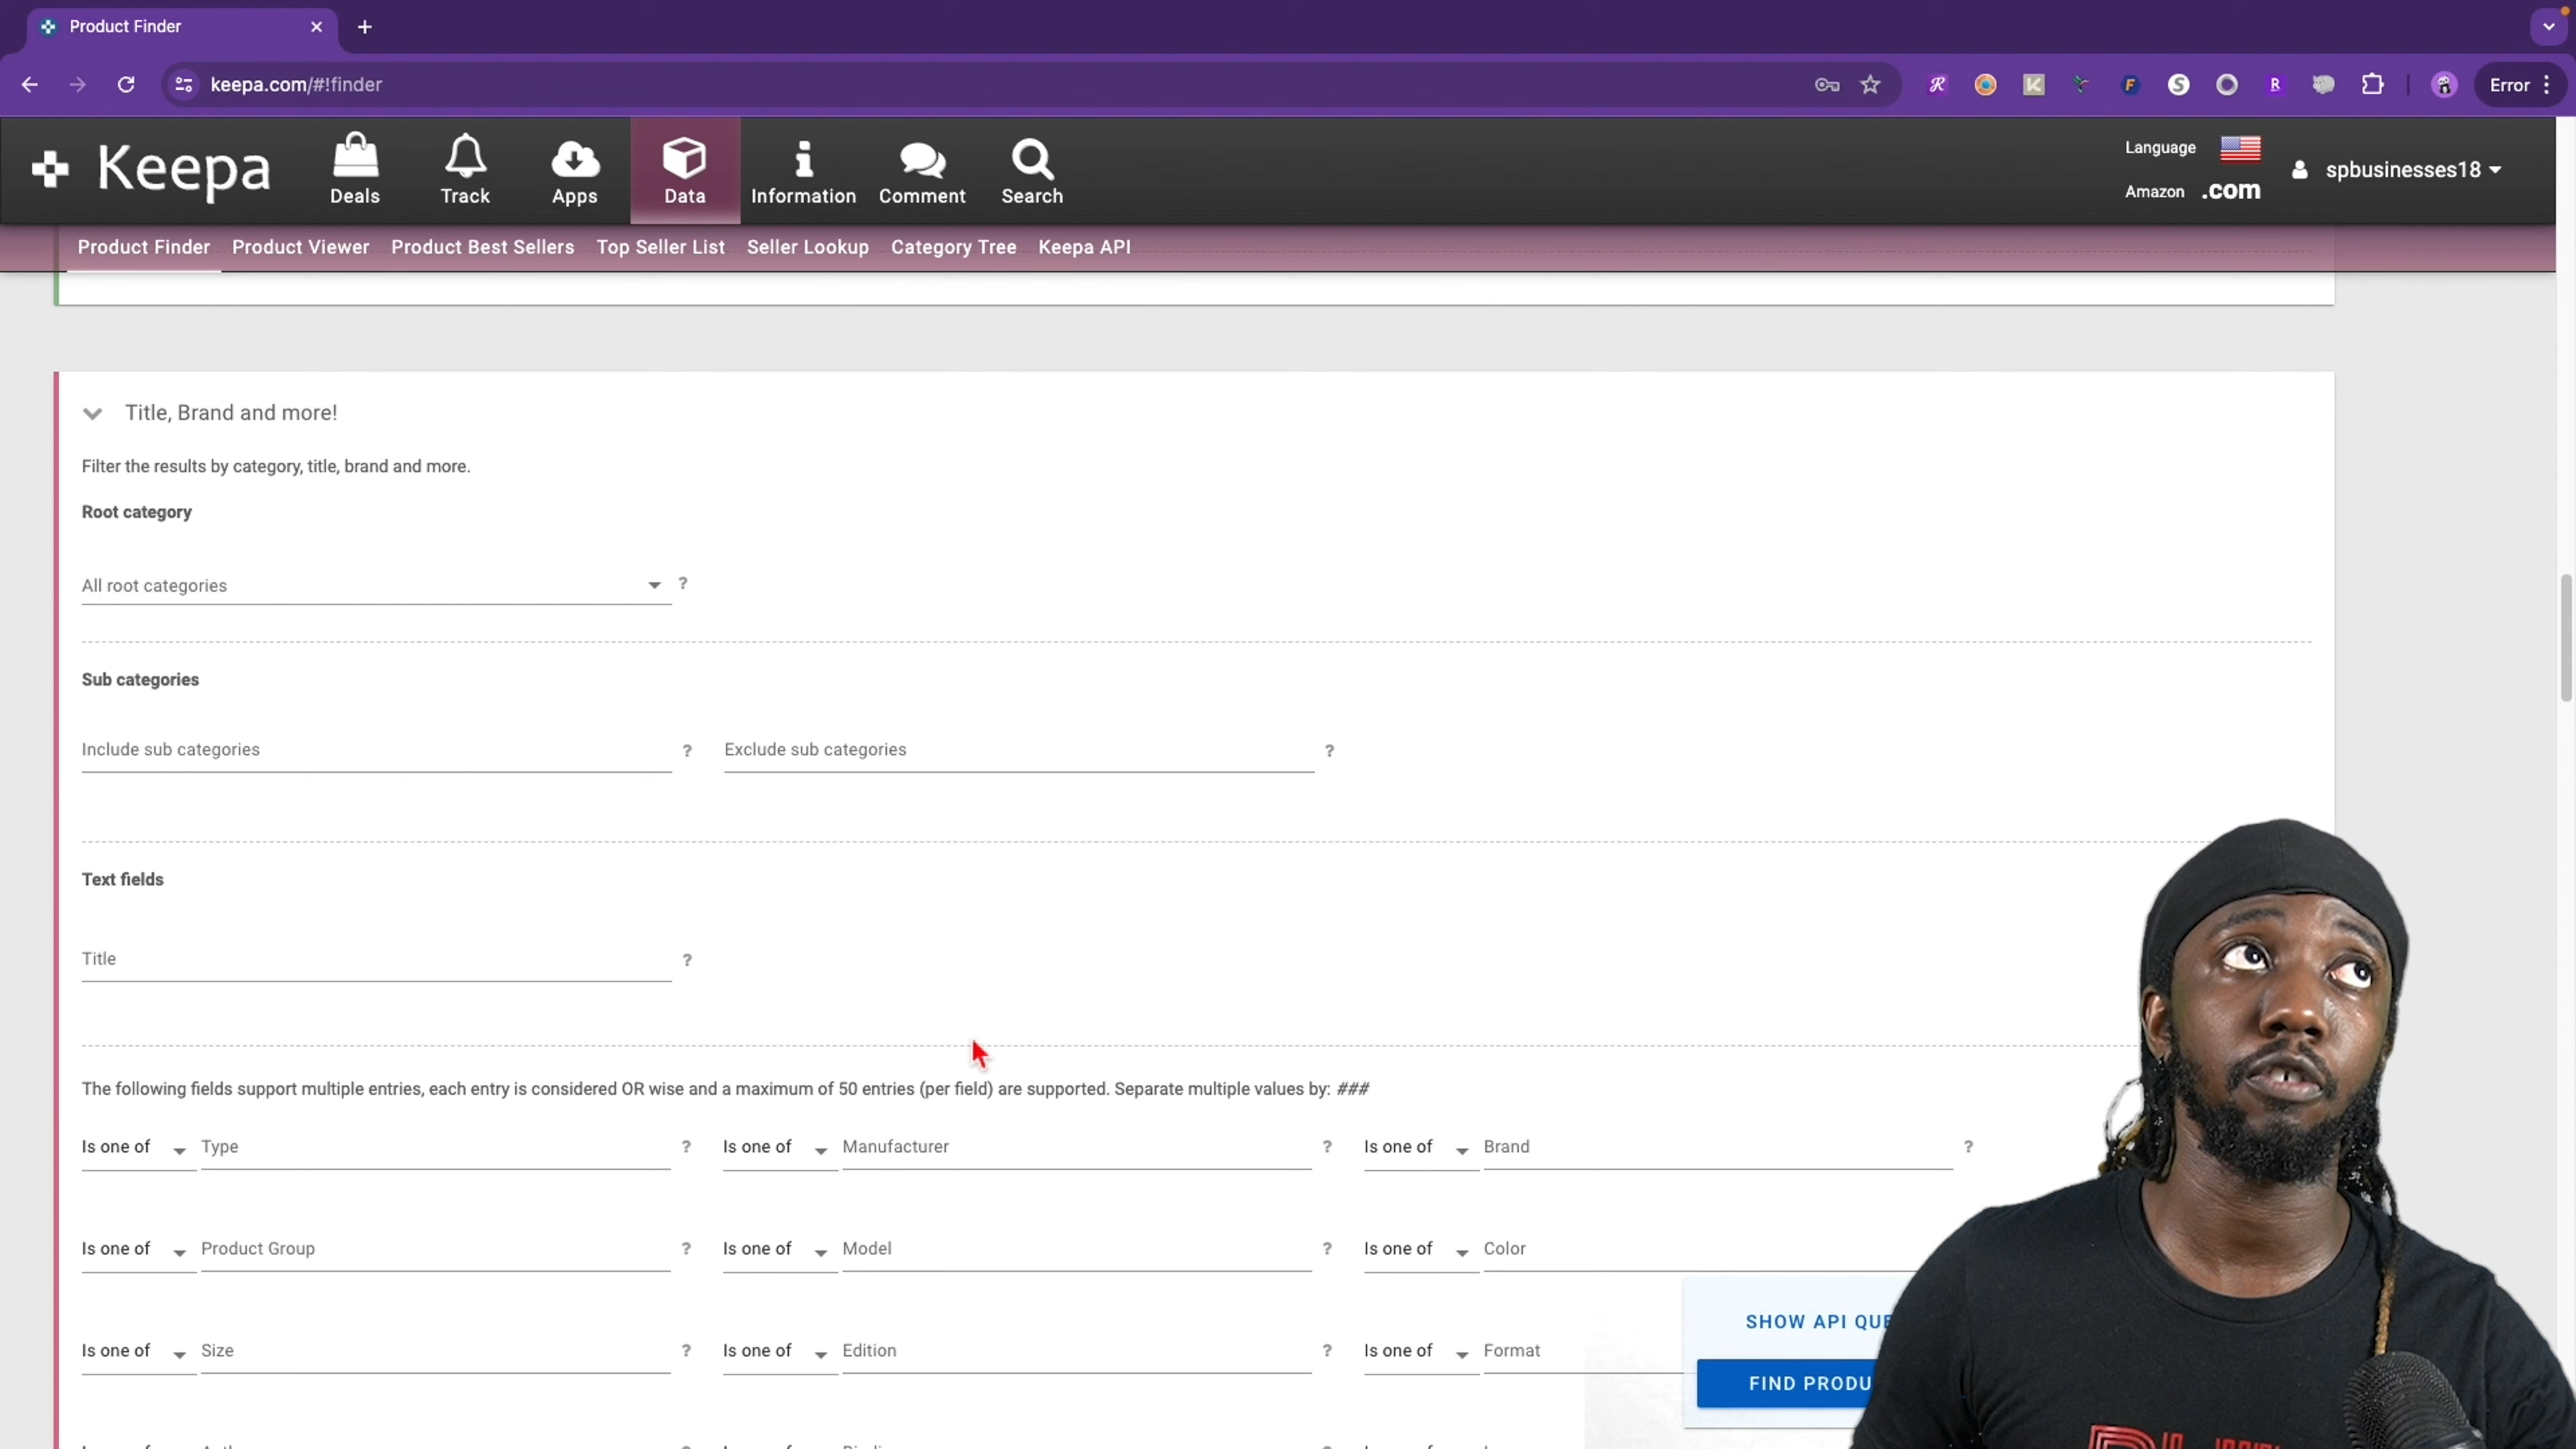 Product Finder
keepa.com/#!finder
Error
Keepa
Deals
Track
Apps
Data
Information
Comment
Search
Language
Amazon .com
spbusinesses18
Product Finder Product Viewer Product Best Sellers Top Seller List Seller Lookup Category Tree Keepa API
Title, Brand and more!
Filter the results by category, title, brand and more.
Root category
All root categories ?
Sub categories
Include sub categories ? Exclude sub categories ?
Text fields
Title ?
The following fields support multiple entries, each entry is considered OR wise and a maximum of 50 entries (per field) are supported. Separate multiple values by: ###
Is one of Type ? Is one of Manufacturer ? Is one of Brand ?
Is one of Product Group ? Is one of Model ? Is one of Color
Is one of Size ? Is one of Edition ? Is one of Format
SHOW API QUE
FIND PRODU